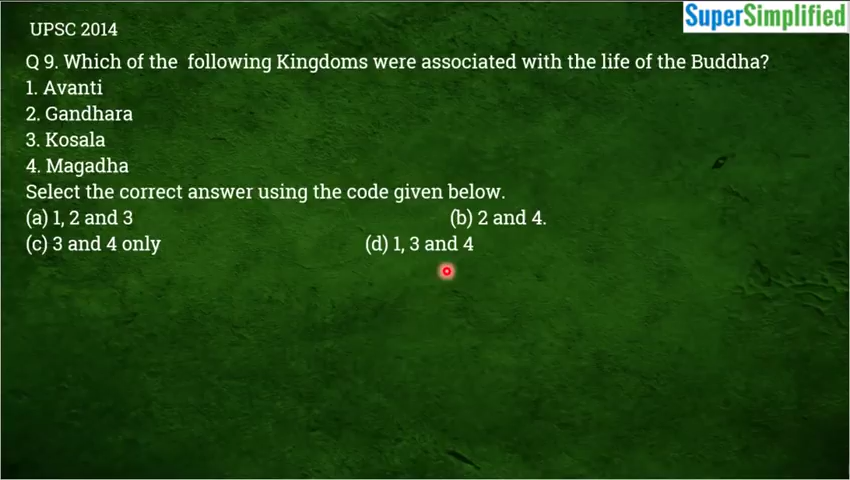 SuperSimplified
UPSC 2014
Q 9. Which of the following Kingdoms were associated with the life of the Buddha?
1. Avanti
2. Gandhara
3. Kosala
4. Magadha
Select the correct answer using the code given below.
(a) 1, 2 and 3 (b) 2 and 4.
(c) 3 and 4 only (d) 1, 3 and 4